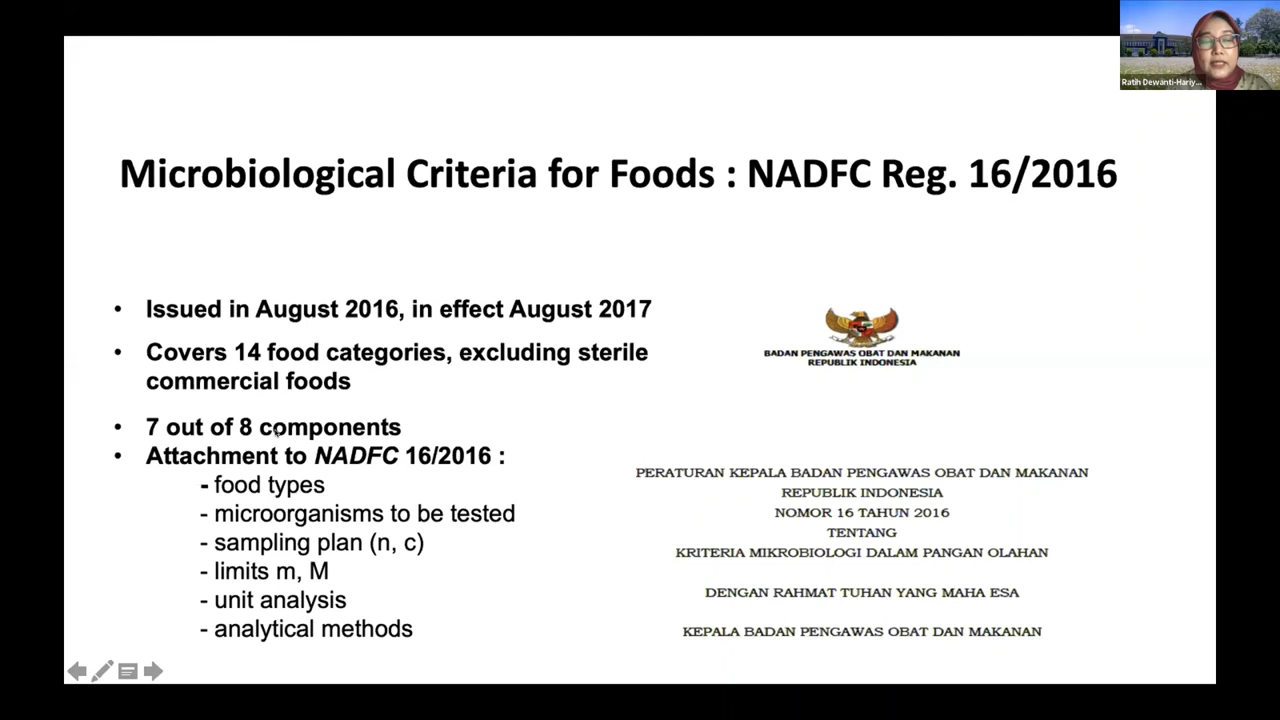 Ratih Dewanti-Hariy...
Microbiological Criteria for Foods : NADFC Reg. 16/2016
• Issued in August 2016, in effect August 2017
• Covers 14 food categories, excluding sterile
commercial foods
• 7 out of 8 components
• Attachment to NADFC 16/2016 :
- food types
- microorganisms to be tested
- sampling plan (n, c)
- limits m, M
- unit analysis
- analytical methods
BADAN PENGAWAS OBAT DAN MAKANAN
REPUBLIK INDONESIA
PERATURAN KEPALA BADAN PENGAWAS OBAT DAN MAKANAN
REPUBLIK INDONESIA
NOMOR 16 TAHUN 2016
TENTANG
KRITERIA MIKROBIOLOGI DALAM PANGAN OLAHAN
DENGAN RAHMAT TUHAN YANG MAHA ESA
KEPALA BADAN PENGAWAS OBAT DAN MAKANAN